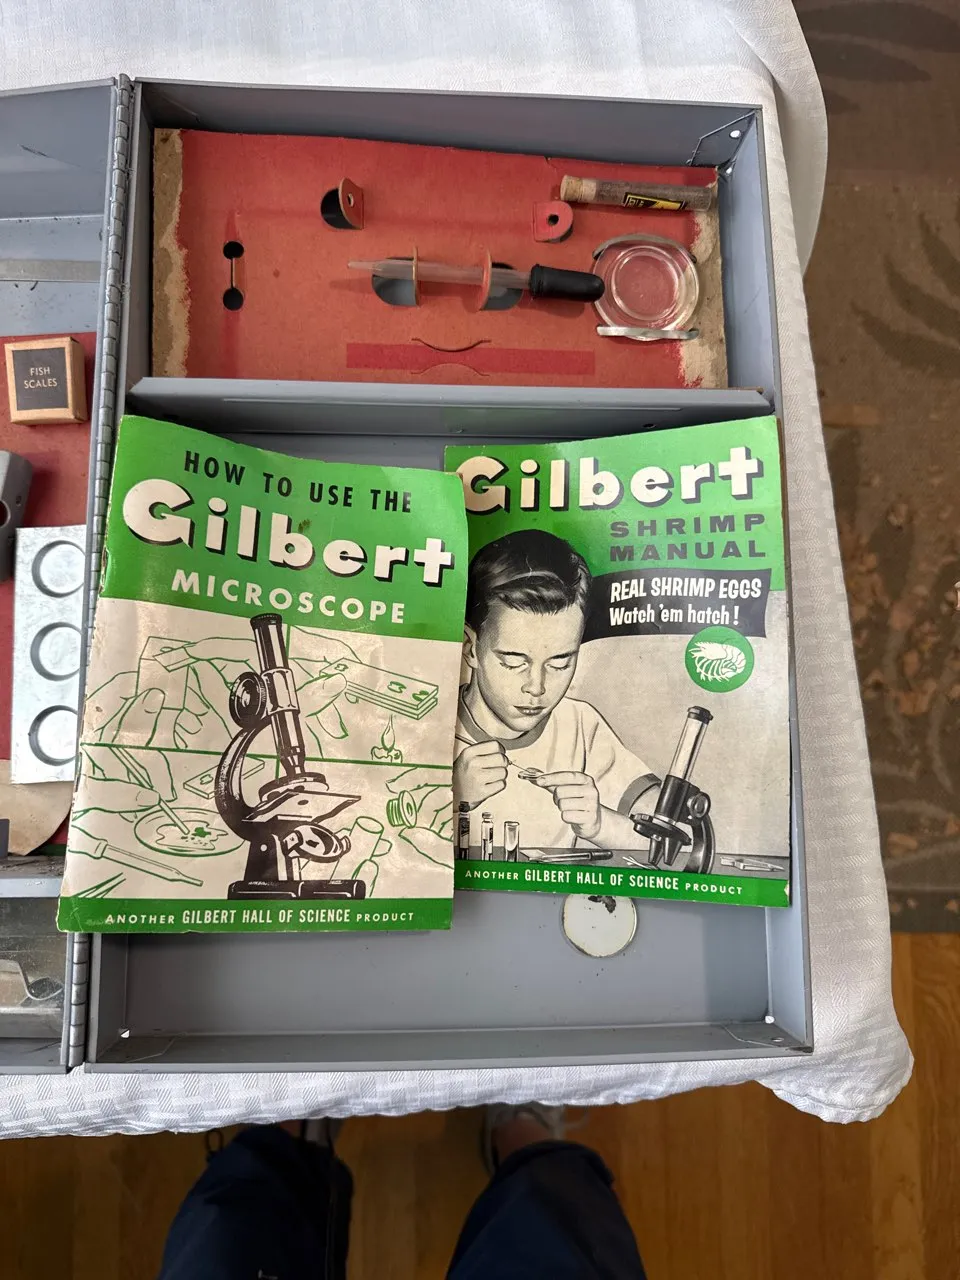 FISH
SCALES
HOW TO USE THE
Gilbert
MICROSCOPE
ANOTHER GILBERT HALL OF SCIENCE PRODUCT
Gilbert
SHRIMP
MANUAL
REAL SHRIMP EGGS
Watch 'em hatch!
ANOTHER GILBERT HALL OF SCIENCE PRODUCT